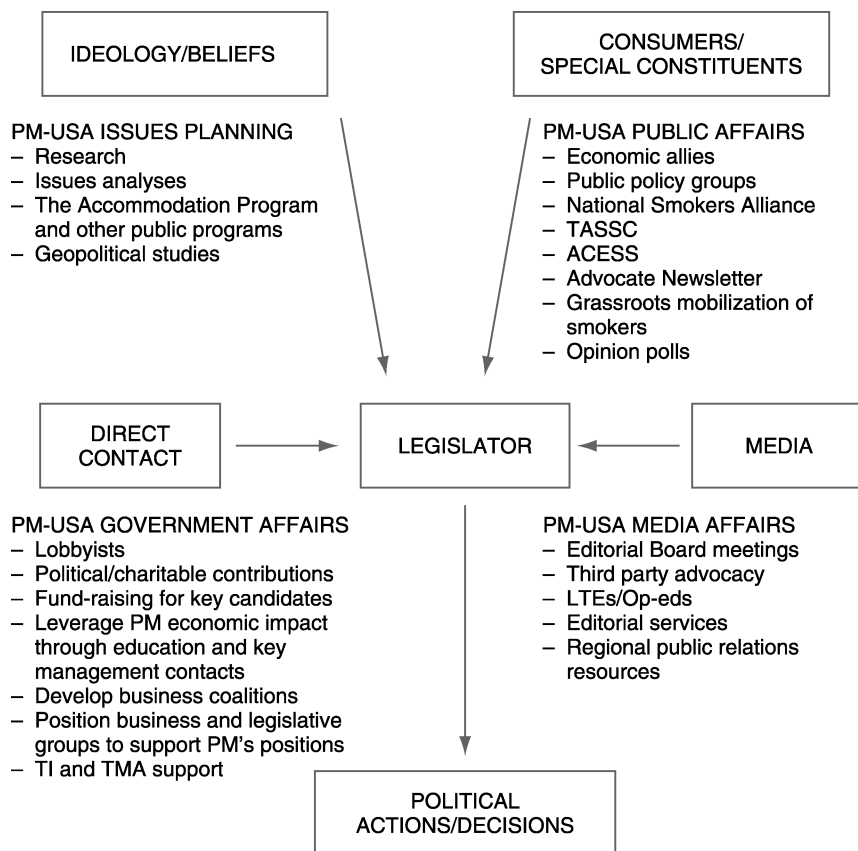 IDEOLOGY/BELIEFS
CONSUMERS/
SPECIAL CONSTITUENTS
PM-USA ISSUES PLANNING
– Research
– Issues analyses
– The Accommodation Program
and other public programs
– Geopolitical studies
PM-USA PUBLIC AFFAIRS
– Economic allies
– Public policy groups
– National Smokers Alliance
– TASSC
– ACESS
– Advocate Newsletter
– Grassroots mobilization of
smokers
– Opinion polls
DIRECT
CONTACT
LEGISLATOR
MEDIA
PM-USA GOVERNMENT AFFAIRS
– Lobbyists
– Political/charitable contributions
– Fund-raising for key candidates
– Leverage PM economic impact
through education and key
management contacts
– Develop business coalitions
– Position business and legislative
groups to support PM's positions
– TI and TMA support
PM-USA MEDIA AFFAIRS
– Editorial Board meetings
– Third party advocacy
– LTEs/Op-eds
– Editorial services
– Regional public relations
resources
POLITICAL
ACTIONS/DECISIONS